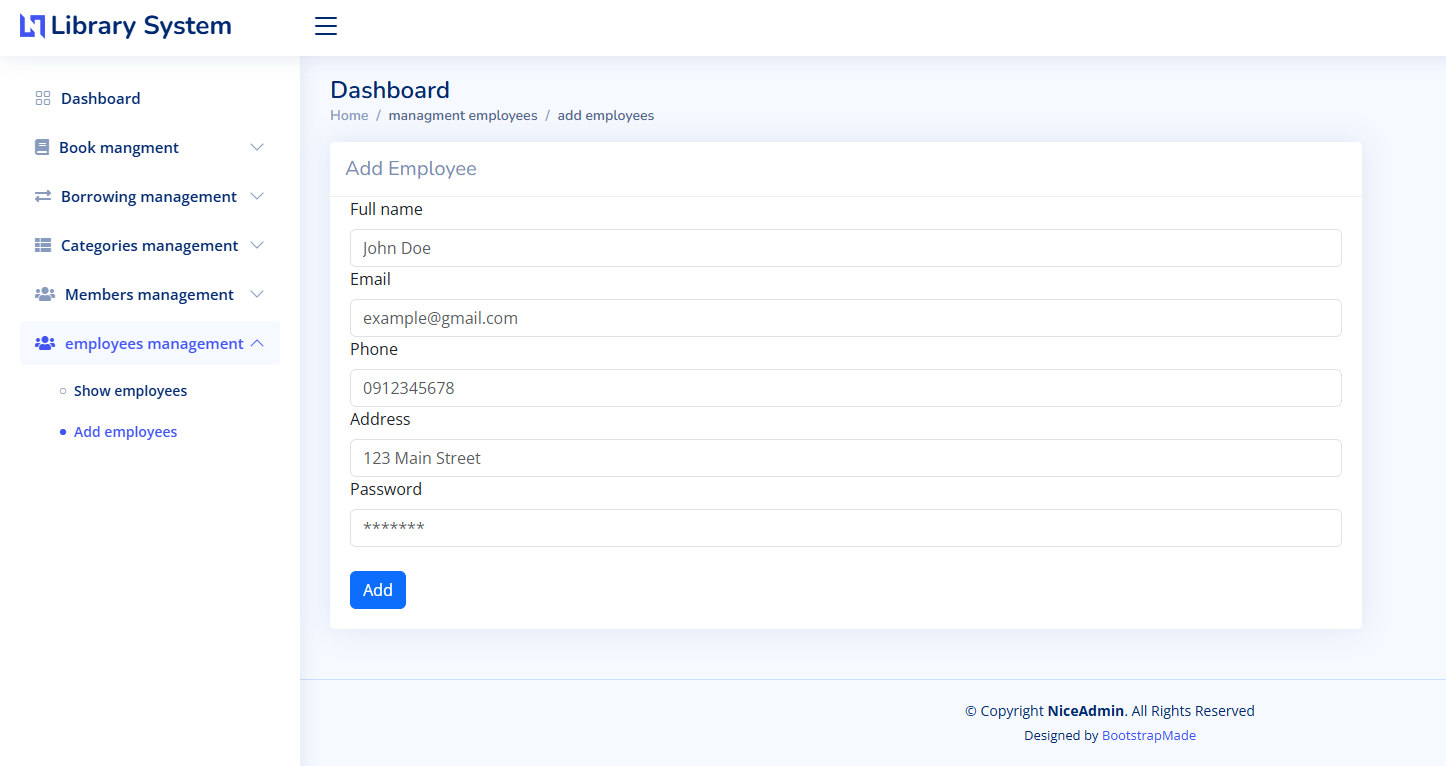 Library System
Dashboard
Book mangment
Borrowing management
Categories management
Members management
employees management
Show employees
Add employees
Dashboard
Home / managment employees / add employees
Add Employee
Full name
John Doe
Email
example@gmail.com
Phone
0912345678
Address
123 Main Street
Password
*******
Add
© Copyright NiceAdmin. All Rights Reserved
Designed by BootstrapMade